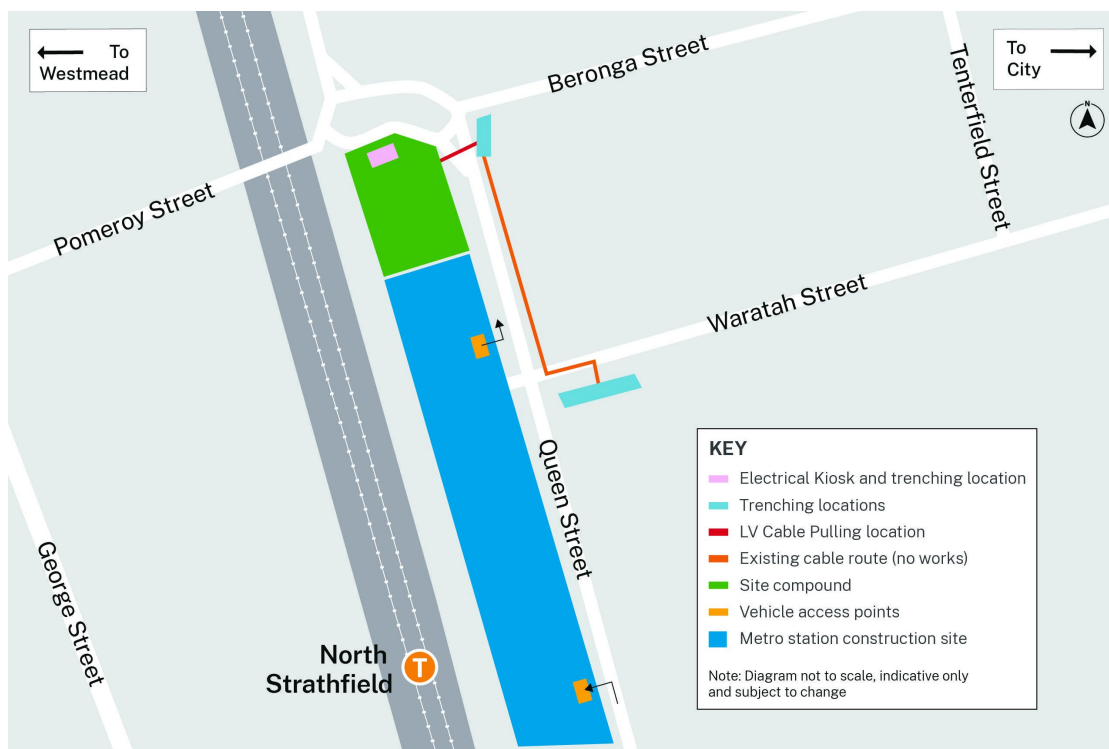 To
Westmead
To
City
N
Beronga Street
Tenterfield Street
Pomeroy Street
Waratah Street
Queen Street
George Street
North
Strathfield
T
KEY
Electrical Kiosk and trenching location
Trenching locations
LV Cable Pulling location
Existing cable route (no works)
Site compound
Vehicle access points
Metro station construction site
Note: Diagram not to scale, indicative only
and subject to change